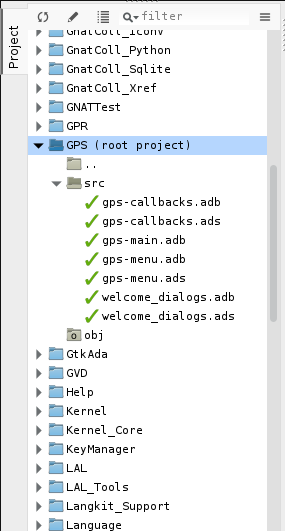 filter
Project
GnatColl_Iconv
GnatColl_Python
GnatColl_Sqlite
GnatColl_Xref
GNATTest
GPR
GPS (root project)
..
src
gps-callbacks.adb
gps-callbacks.ads
gps-main.adb
gps-menu.adb
gps-menu.ads
welcome_dialogs.adb
welcome_dialogs.ads
obj
GtkAda
GVD
Help
Kernel
Kernel_Core
KeyManager
LAL
LAL_Tools
Langkit_Support
Language